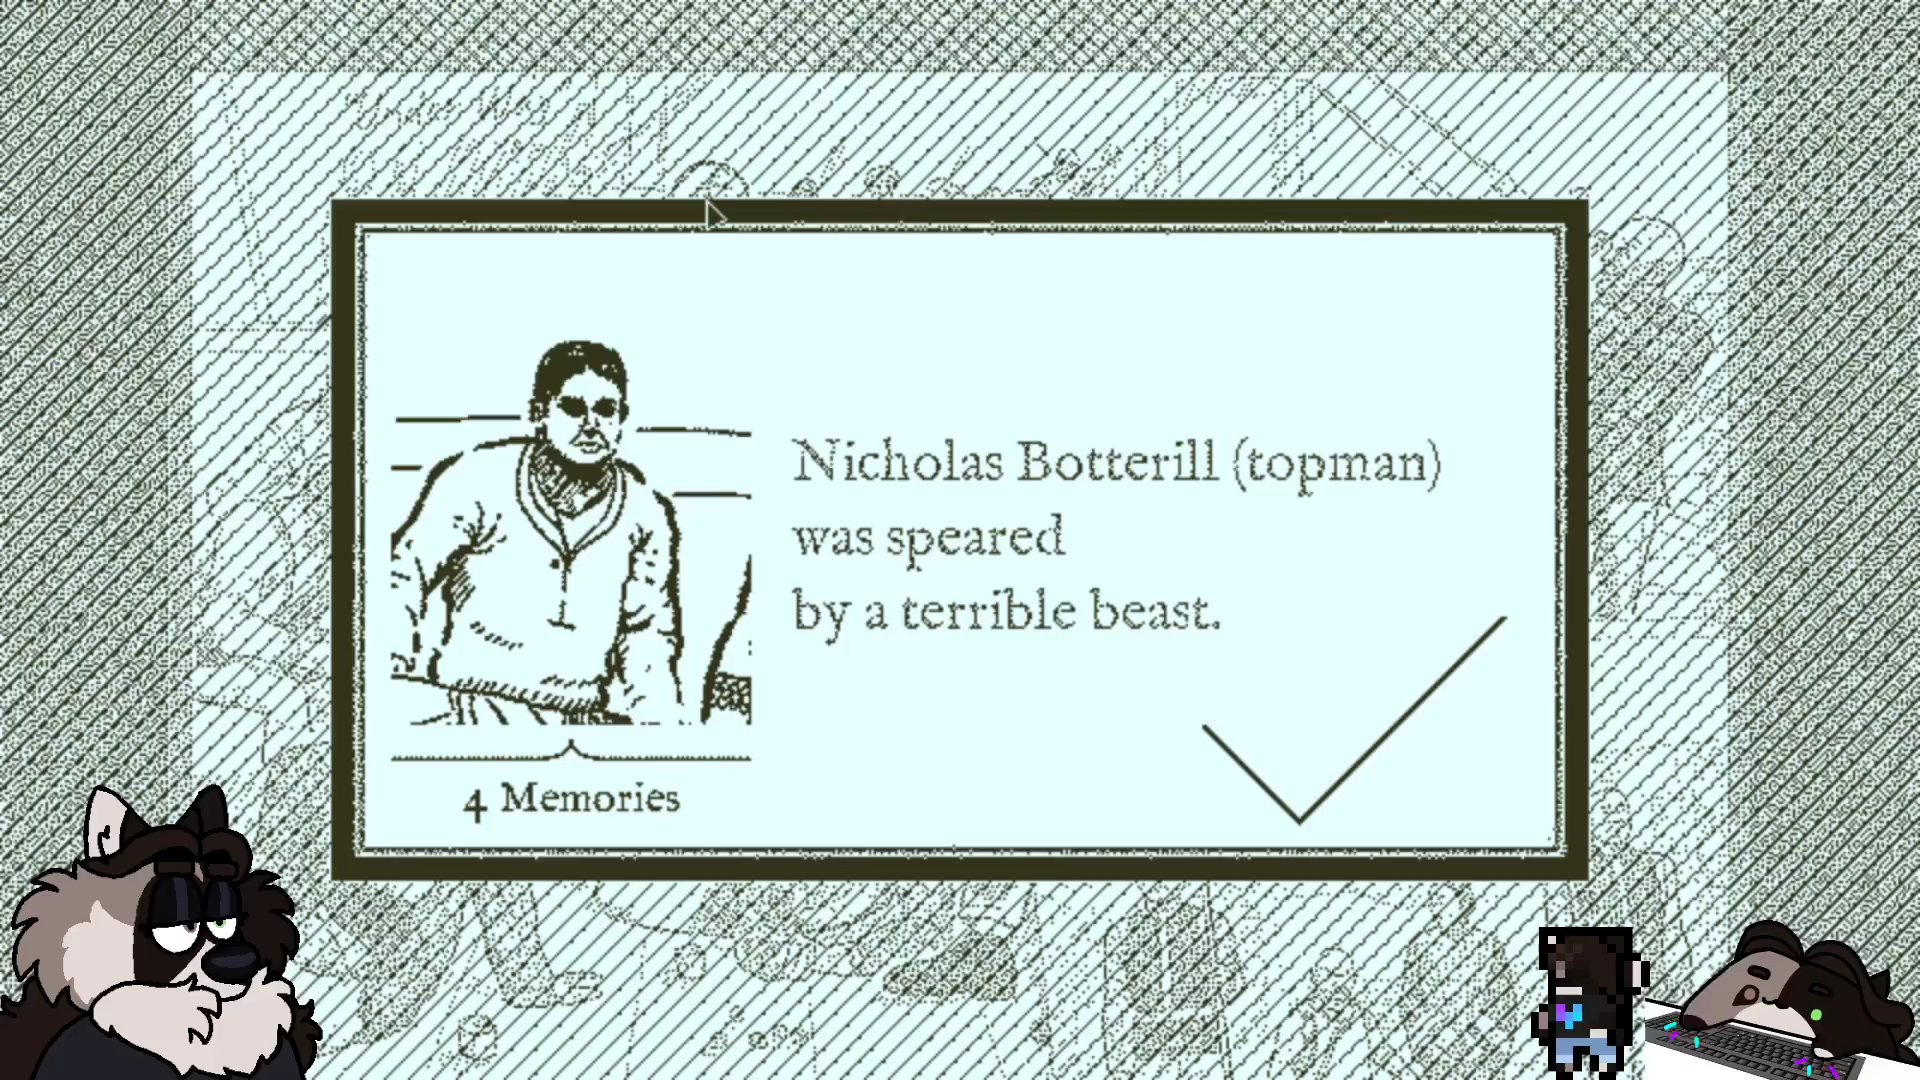 Nicholas Botterill (topman)
was speared
by a terrible beast.
4 Memories